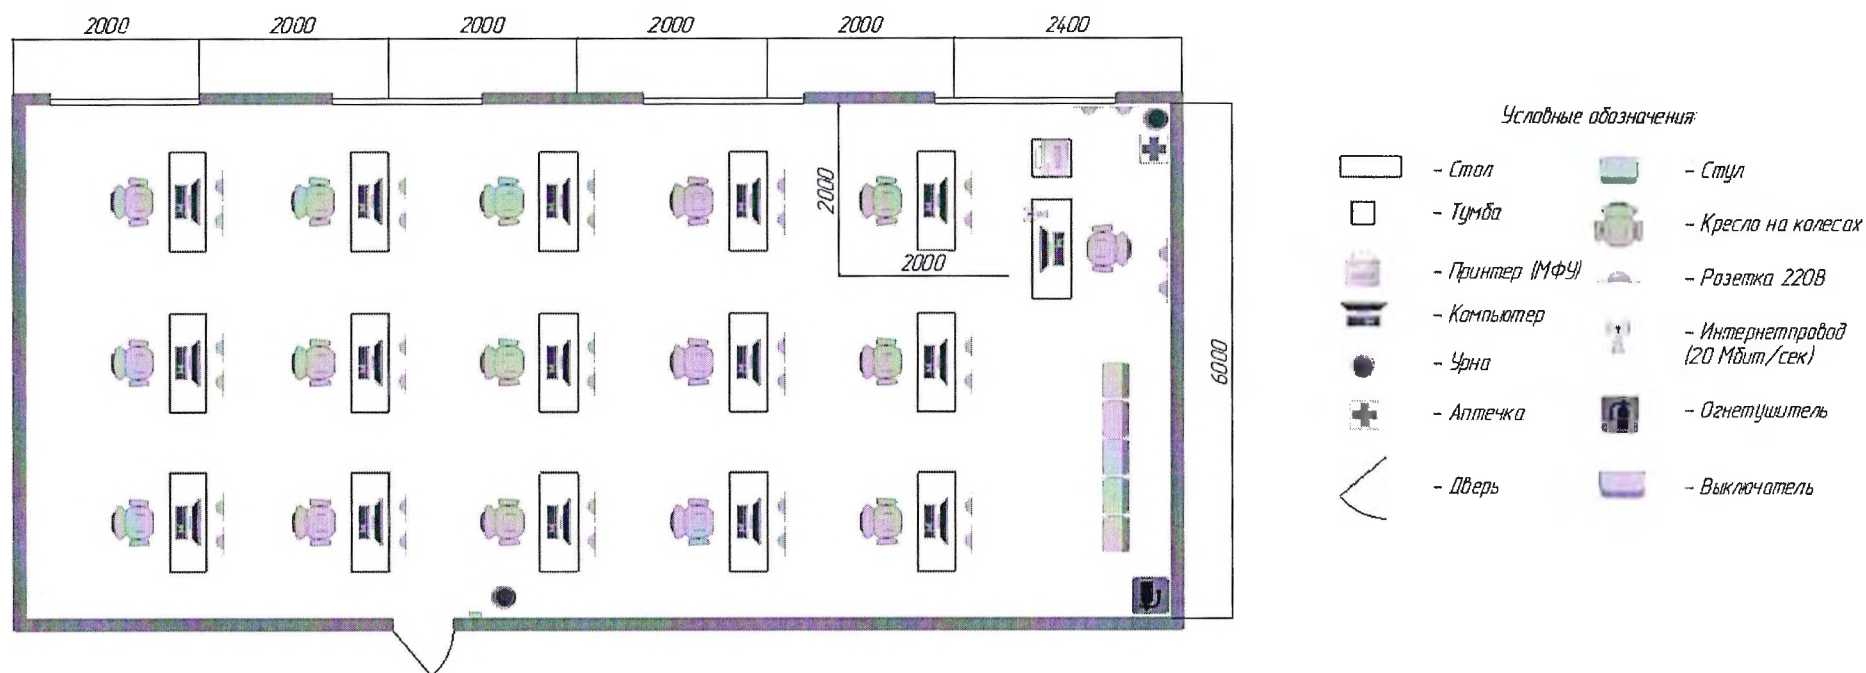 2000
2000
2000
2000
2000
2400
2000
2000
6000
Условные обозначения:
- Стол
- Тумба
- Принтер (МФУ)
- Компьютер
- Урна
- Аптечка
- Дверь
- Стул
- Кресло на колесах
- Розетка 220В
- Интернетпровод
(20 Мбит/сек)
- Огнетушитель
- Выключатель